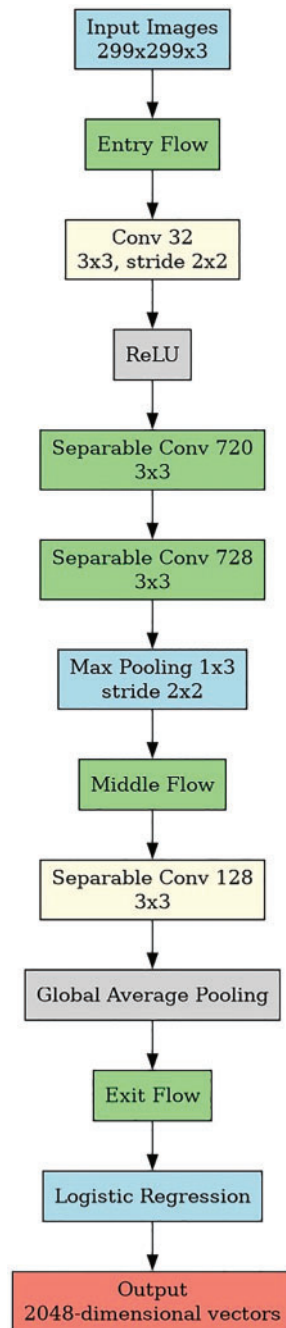 Input Images
299x299x3
Entry Flow
Conv 32
3x3, stride 2x2
ReLU
Separable Conv 720
3x3
Separable Conv 728
3x3
Max Pooling 1x3
stride 2x2
Middle Flow
Separable Conv 128
3x3
Global Average Pooling
Exit Flow
Logistic Regression
Output
2048-dimensional vectors